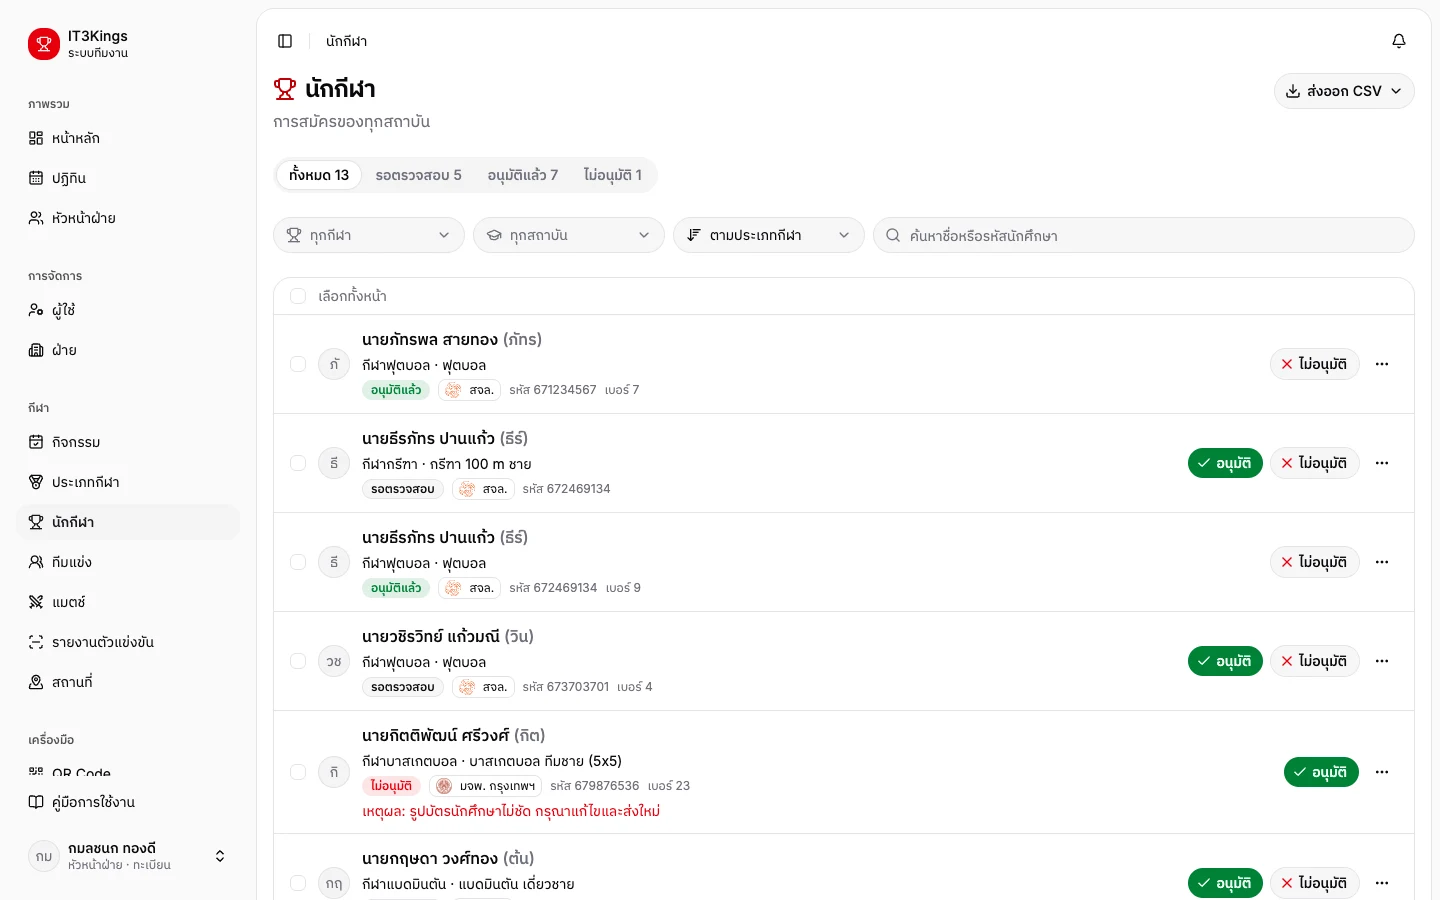 IT3Kings
ระบบทีมงาน
ภาพรวม
หน้าหลัก
ปฏิทิน
หัวหน้าฝ่าย
การจัดการ
ผู้ใช้
ฝ่าย
กีฬา
กิจกรรม
ประเภทกีฬา
นักกีฬา
ทีมแข่ง
แมตช์
รายงานตัวแข่งขัน
สถานที่
เครื่องมือ
QR Code
คู่มือการใช้งาน
กม
กมลชนก ทองดี
หัวหน้าฝ่าย · ทะเบียน
นักกีฬา
นักกีฬา
การสมัครของทุกสถาบัน
ส่งออก CSV
ทั้งหมด 13 รอตรวจสอบ 5 อนุมัติแล้ว 7 ไม่อนุมัติ 1
ทุกกีฬา ทุกสถาบัน ตามประเภทกีฬา ค้นหาชื่อหรือรหัสนักศึกษา
เลือกทั้งหน้า
ภั
นายภัทรพล สายทอง (ภัทร)
กีฬาฟุตบอล · ฟุตบอล
อนุมัติแล้ว สจล. รหัส 671234567 เบอร์ 7
ไม่อนุมัติ
ธี
นายธีรภัทร ปานแก้ว (ธีร์)
กีฬากรีฑา · กรีฑา 100 m ชาย
รอตรวจสอบ สจล. รหัส 672469134
อนุมัติ ไม่อนุมัติ
ธี
นายธีรภัทร ปานแก้ว (ธีร์)
กีฬาฟุตบอล · ฟุตบอล
อนุมัติแล้ว สจล. รหัส 672469134 เบอร์ 9
ไม่อนุมัติ
วช
นายวชิรวิทย์ แก้วมณี (วิน)
กีฬาฟุตบอล · ฟุตบอล
รอตรวจสอบ สจล. รหัส 673703701 เบอร์ 4
อนุมัติ ไม่อนุมัติ
กิ
นายกิตติพัฒน์ ศรีวงศ์ (กิต)
กีฬาบาสเกตบอล · บาสเกตบอล ทีมชาย (5x5)
ไม่อนุมัติ มจพ. กรุงเทพฯ รหัส 679876536 เบอร์ 23
เหตุผล: รูปบัตรนักศึกษาไม่ชัด กรุณาแก้ไขและส่งใหม่
อนุมัติ
กฤ
นายกฤษดา วงศ์ทอง (ต้น)
กีฬาแบดมินตัน · แบดมินตัน เดี่ยวชาย
อนุมัติ ไม่อนุมัติ